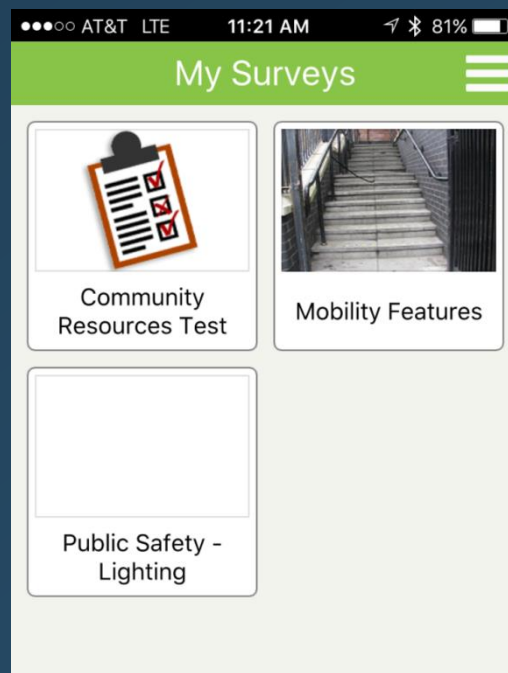 AT&T LTE 11:21 AM 81%
My Surveys
Community
Resources Test
Mobility Features
Public Safety -
Lighting